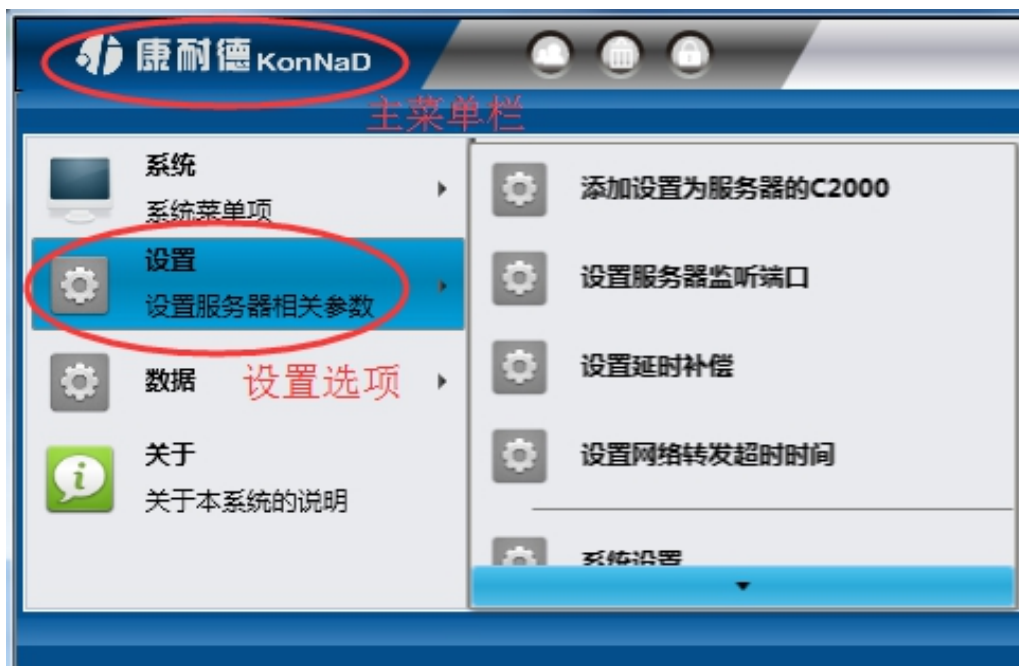 康耐德 KonNaD
主菜单栏
系统
系统菜单项
设置
设置服务器相关参数
数据
设置选项
关于
关于本系统的说明
添加设置为服务器的C2000
设置服务器监听端口
设置延时补偿
设置网络转发超时时间
系统设置